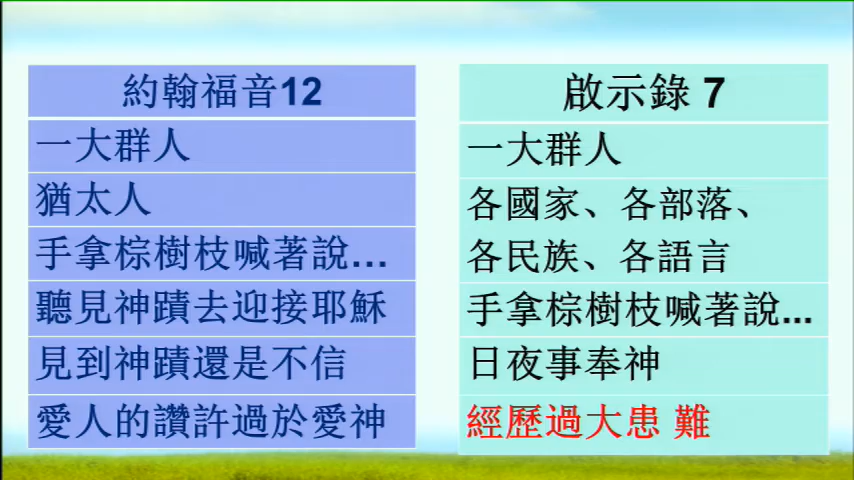 約翰福音12
一大群人
猶太人
手拿棕樹枝喊著說...
聽見神蹟去迎接耶穌
見到神蹟還是不信
愛人的讚許過於愛神
啟示錄 7
一大群人
各國家、各部落、
各民族、各語言
手拿棕樹枝喊著說...
日夜事奉神
經歷過大患 難